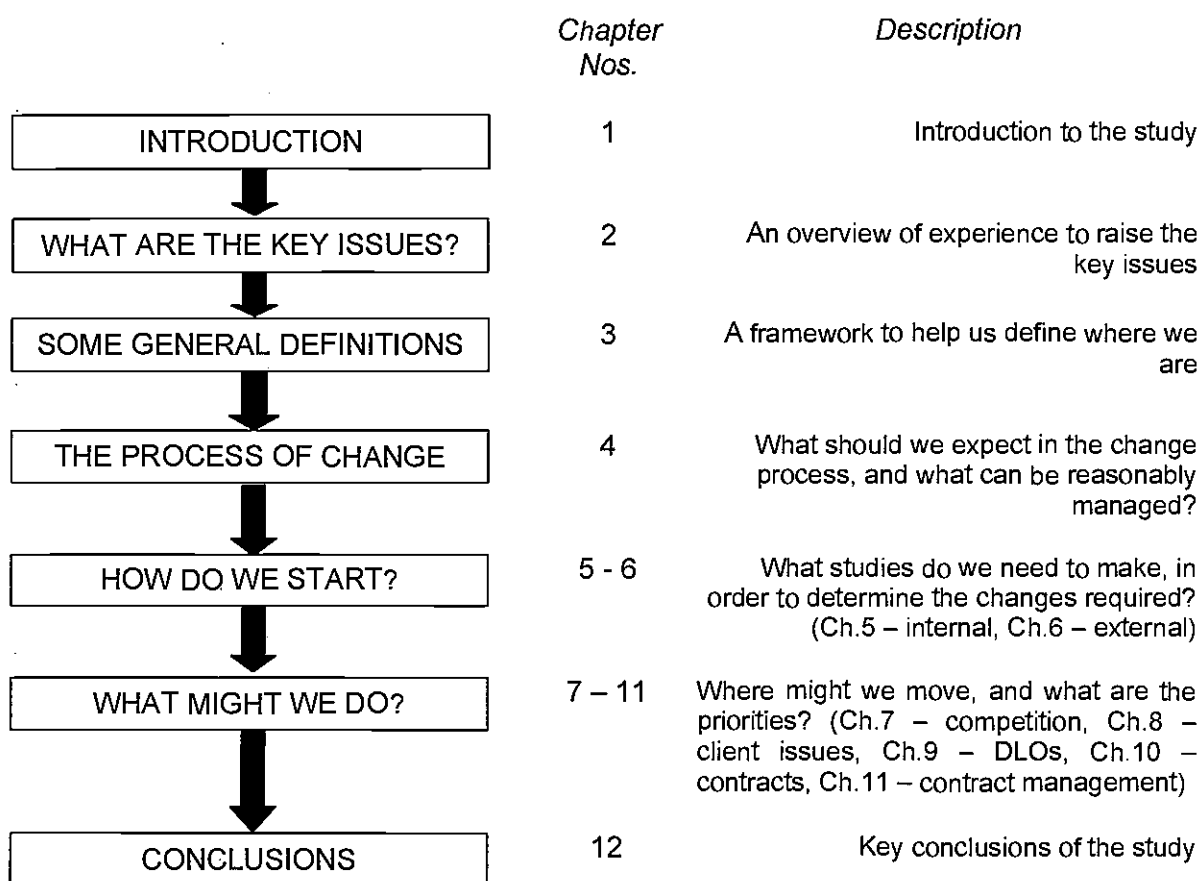 Chapter Description
Nos.
INTRODUCTION 1 Introduction to the study
WHAT ARE THE KEY ISSUES? 2 An overview of experience to raise the
key issues
SOME GENERAL DEFINITIONS 3 A framework to help us define where we
are
THE PROCESS OF CHANGE 4 What should we expect in the change
process, and what can be reasonably
managed?
HOW DO WE START? 5 - 6 What studies do we need to make, in
order to determine the changes required?
(Ch.5 – internal, Ch.6 – external)
WHAT MIGHT WE DO? 7 – 11 Where might we move, and what are the
priorities? (Ch.7 – competition, Ch.8 –
client issues, Ch.9 – DLOs, Ch.10 –
contracts, Ch.11 – contract management)
CONCLUSIONS 12 Key conclusions of the study